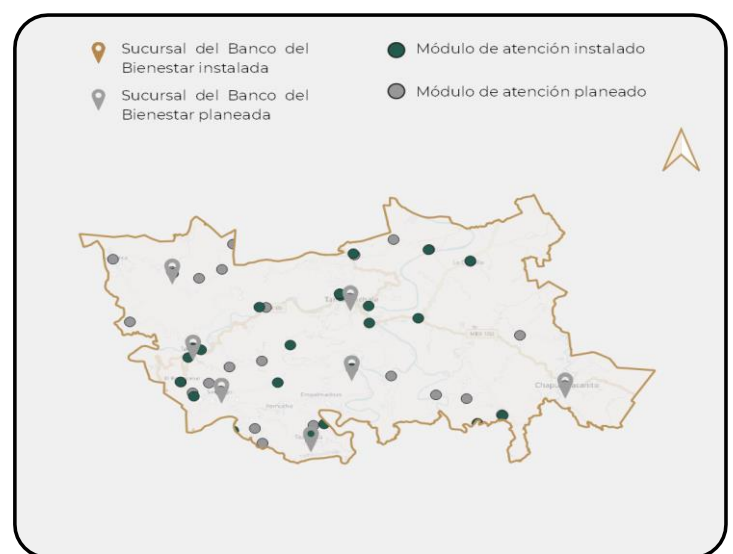 Sucursal del Banco del
Bienestar instalada
Sucursal del Banco del
Bienestar planeada
Módulo de atención instalado
Módulo de atención planeado